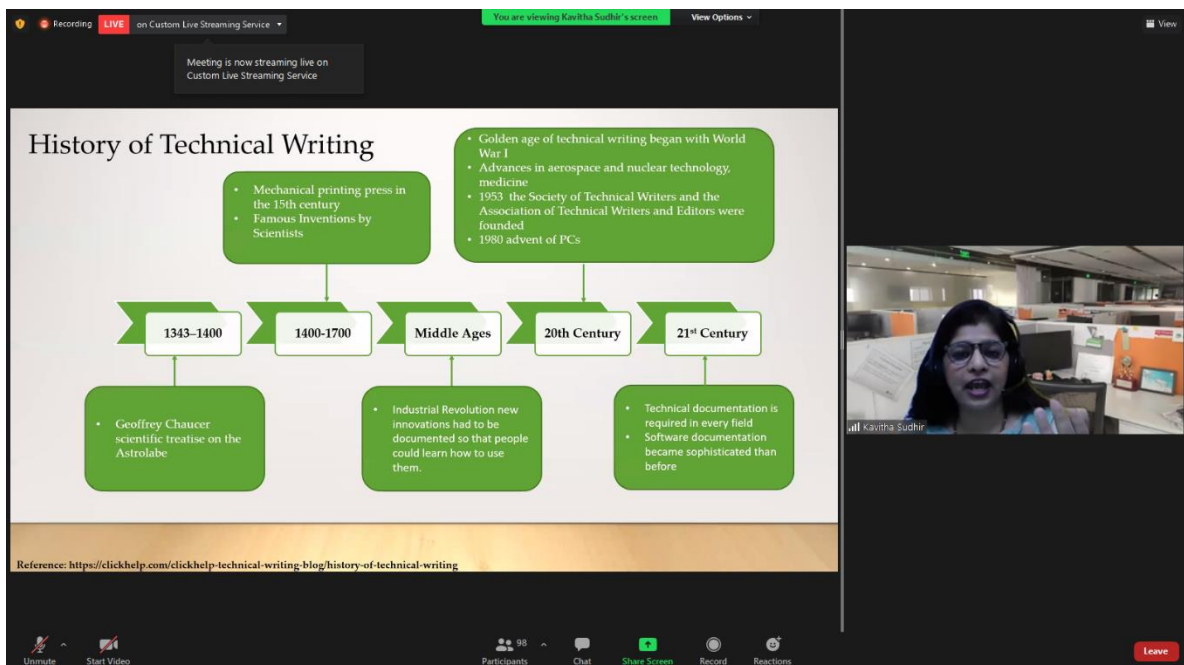 Recording
LIVE
on Custom Live Streaming Service
You are viewing Kavitha Sudhir's screen
View Options
View
Meeting is now streaming live on
Custom Live Streaming Service
History of Technical Writing
• Mechanical printing press in
the 15th century
• Famous Inventions by
Scientists
• Golden age of technical writing began with World
War I
• Advances in aerospace and nuclear technology,
medicine
• 1953 the Society of Technical Writers and the
Association of Technical Writers and Editors were
founded
• 1980 advent of PCs
1343–1400
1400-1700
Middle Ages
20th Century
21st Century
• Geoffrey Chaucer
scientific treatise on the
Astrolabe
• Industrial Revolution new
innovations had to be
documented so that people
could learn how to use
them.
• Technical documentation is
required in every field
• Software documentation
became sophisticated than
before
Reference: https://clickhelp.com/clickhelp-technical-writing-blog/history-of-technical-writing
Kavitha Sudhir
Unmute
Start Video
98
Participants
Chat
Share Screen
Record
Reactions
Leave